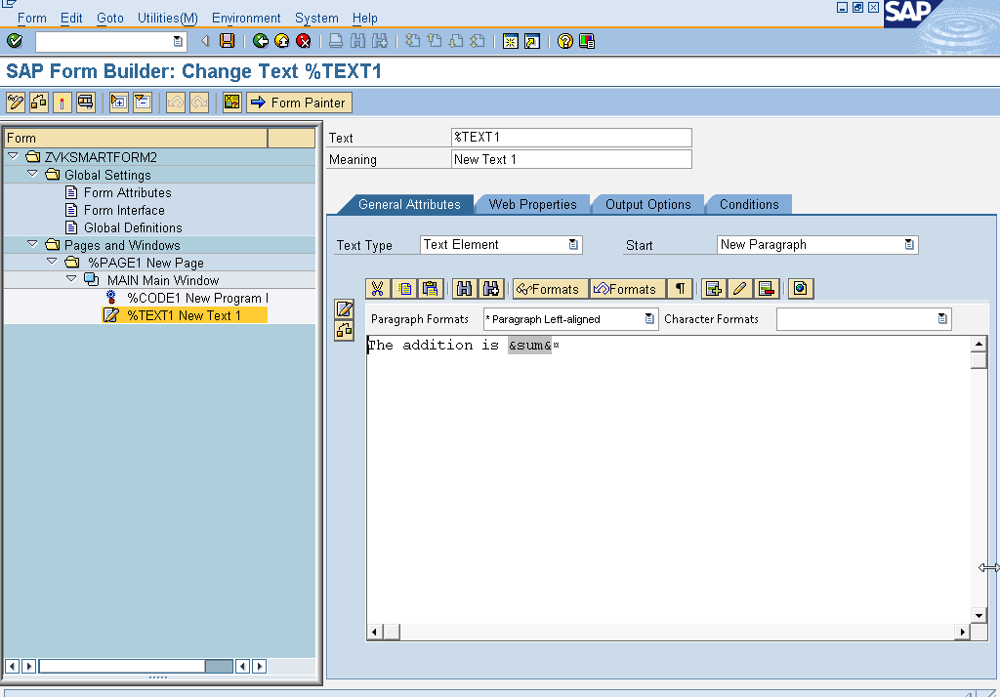 Form Edit Goto Utilities(M) Environment System Help
SAP
SAP Form Builder: Change Text %TEXT1
Form Painter
Form
ZVKSMARTFORM2
Global Settings
Form Attributes
Form Interface
Global Definitions
Pages and Windows
%PAGE1 New Page
MAIN Main Window
%CODE1 New Program
%TEXT1 New Text 1
Text %TEXT1
Meaning New Text 1
General Attributes Web Properties Output Options Conditions
Text Type Text Element Start New Paragraph
Formats Formats ¶
Paragraph Formats * Paragraph Left-aligned Character Formats
The addition is &sum&¤